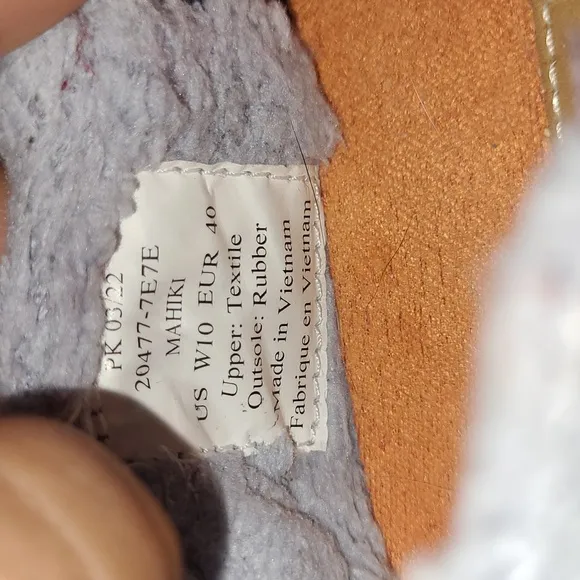 PK 03/22
20477-7E7E
MAHIKI
US W10 EUR 40
Upper: Textile
Outsole: Rubber
Made in Vietnam
Fabrique en Vietnam